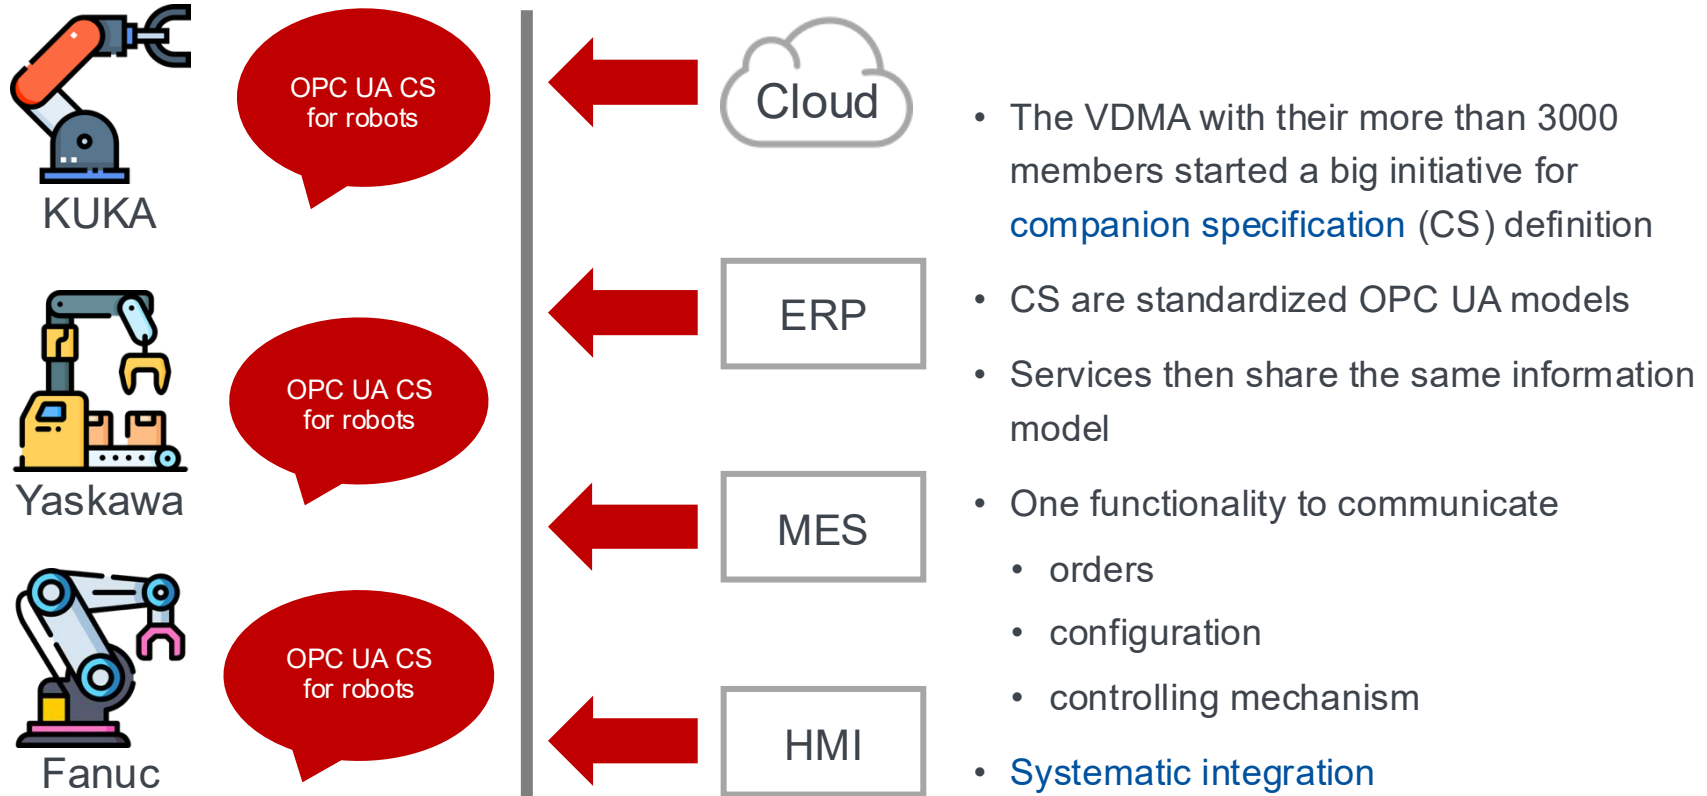 OPC UA CS
for robots
KUKA
OPC UA CS
for robots
Yaskawa
OPC UA CS
for robots
Fanuc
Cloud
ERP
MES
HMI
• The VDMA with their more than 3000
members started a big initiative for
companion specification (CS) definition
• CS are standardized OPC UA models
• Services then share the same information
model
• One functionality to communicate
• orders
• configuration
• controlling mechanism
• Systematic integration